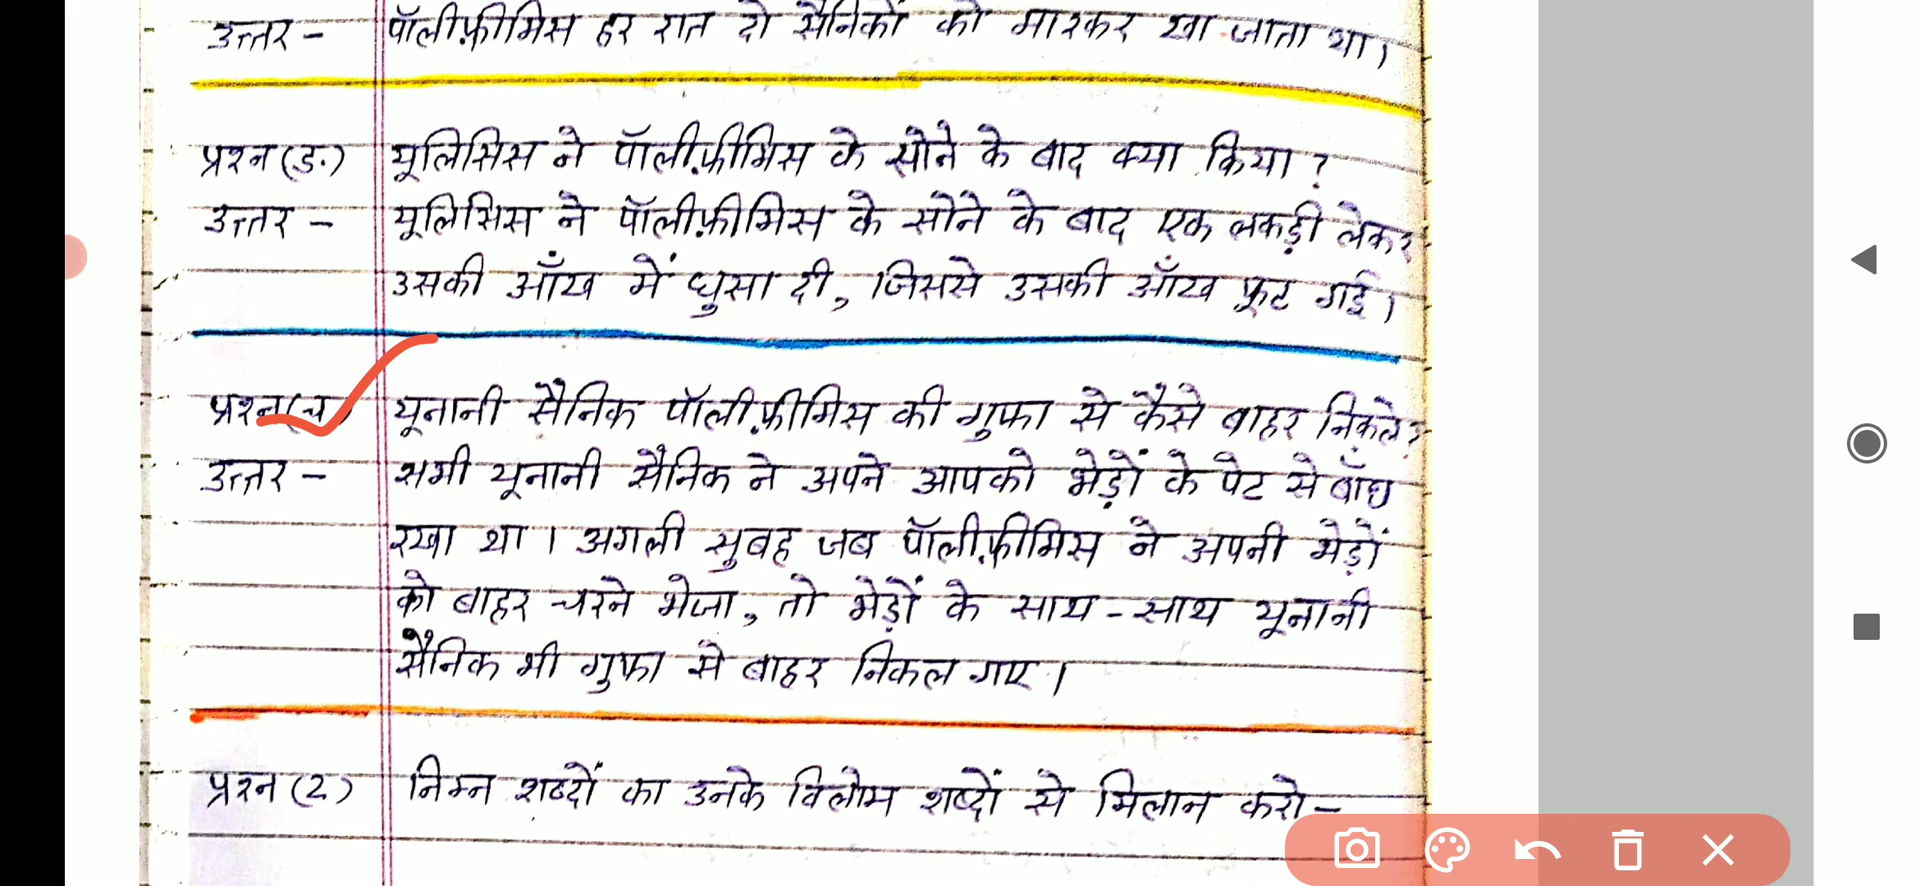 उत्तर - पॉलीफ़ीमिस हर रात दो सैनिकों को मारकर खा जाता था।
प्रश्न (ङ) यूलिसिस ने पॉलीफ़ीमिस के सोने के बाद क्या किया ?
उत्तर - यूलिसिस ने पॉलीफ़ीमिस के सोने के बाद एक लकड़ी लेकर
उसकी आँख में घुसा दी, जिससे उसकी आँख फूट गई।
प्रश्न (च) यूनानी सैनिक पॉलीफ़ीमिस की गुफा से कैसे बाहर निकले?
उत्तर - सभी यूनानी सैनिक ने अपने आपको भेड़ों के पेट से बाँध
रखा था । अगली सुबह जब पॉलीफ़ीमिस ने अपनी भेड़ों
को बाहर चरने भेजा, तो भेड़ों के साथ - साथ यूनानी
सैनिक भी गुफा से बाहर निकल गए ।
प्रश्न (2) निम्न शब्दों का उनके विलोम शब्दों से मिलान करो -